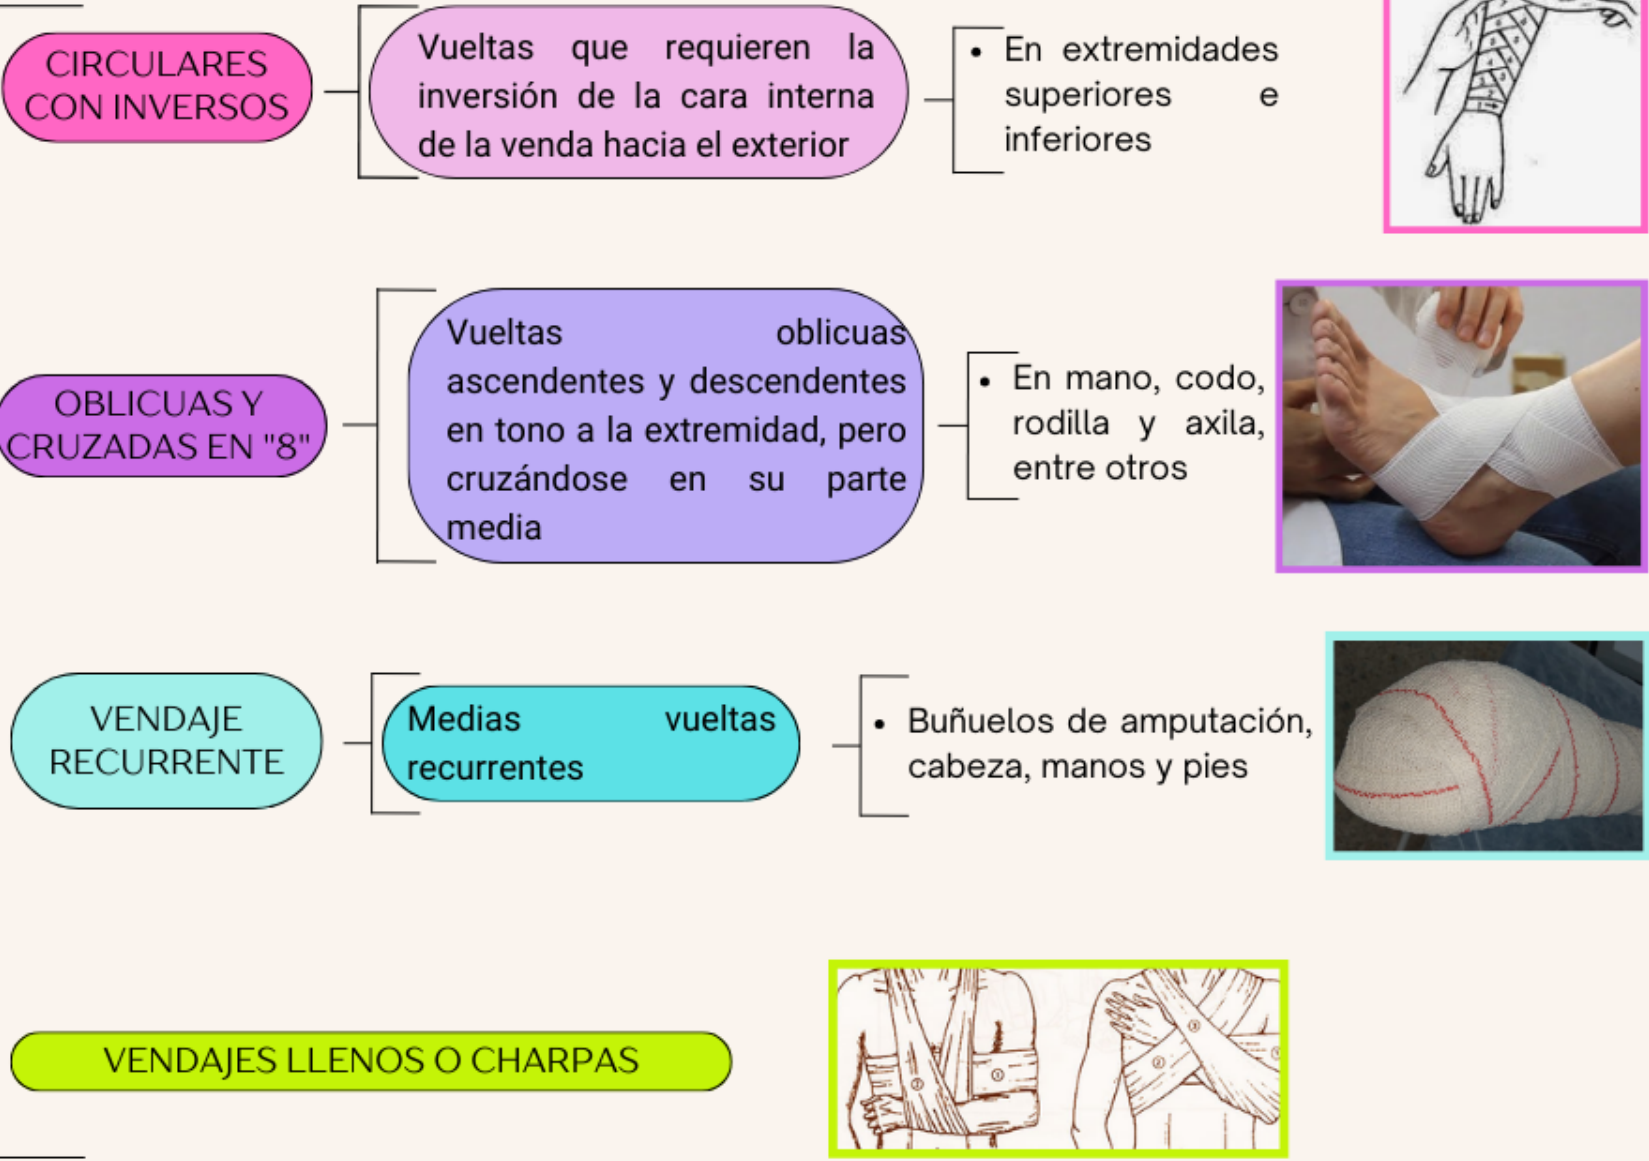 CIRCULARES
CON INVERSOS
Vueltas que requieren la
inversión de la cara interna
de la venda hacia el exterior
• En extremidades
superiores e
inferiores
OBLICUAS Y
CRUZADAS EN "8"
Vueltas oblicuas
ascendentes y descendentes
en tono a la extremidad, pero
cruzándose en su parte
media
• En mano, codo,
rodilla y axila,
entre otros
VENDAJE
RECURRENTE
Medias vueltas
recurrentes
• Buñuelos de amputación,
cabeza, manos y pies
VENDAJES LLENOS O CHARPAS